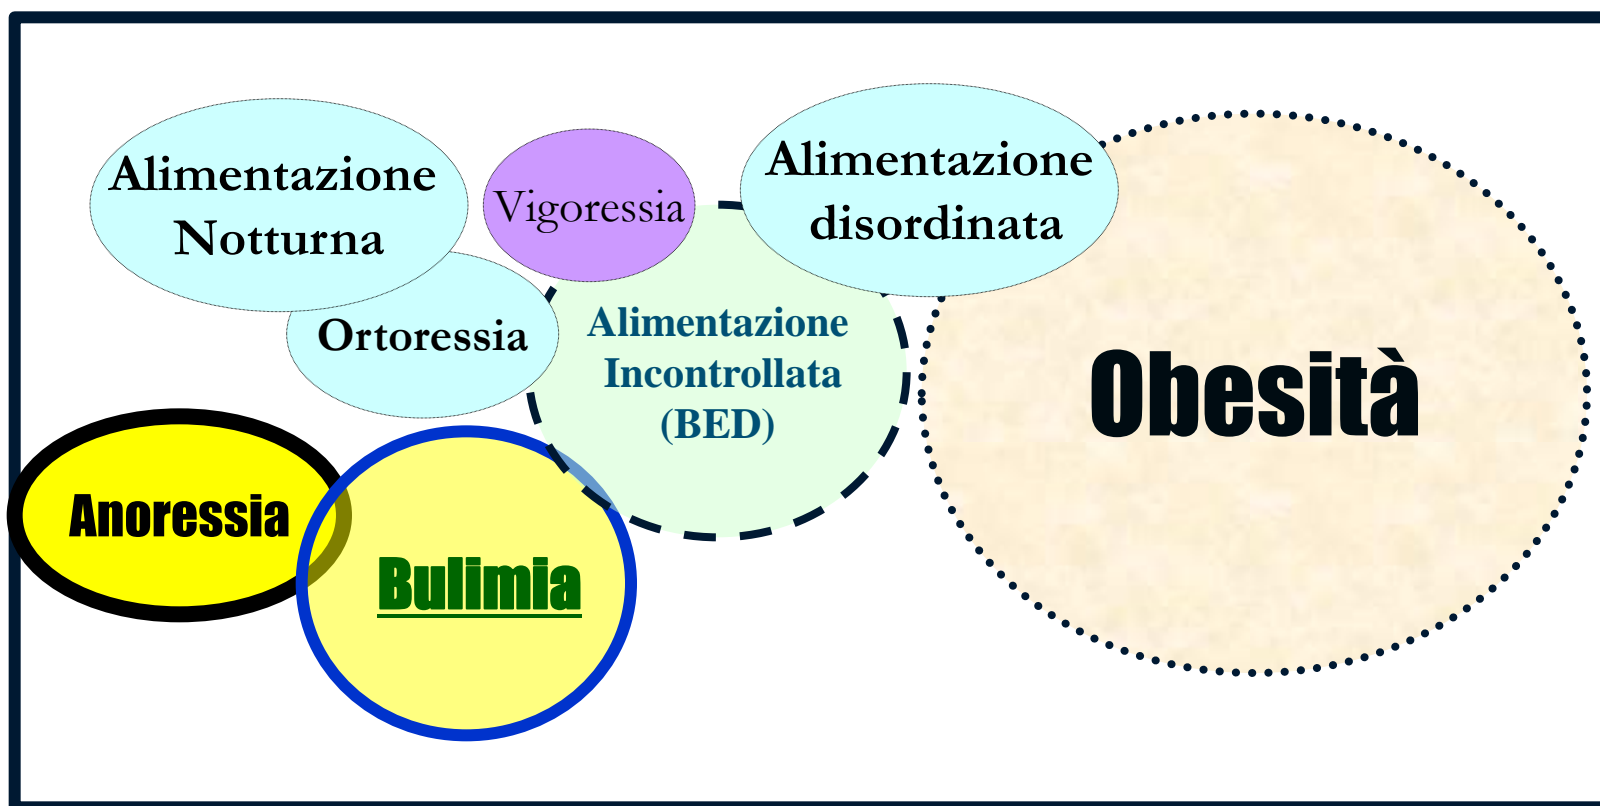 Alimentazione
Notturna
Vigoressia
Alimentazione
disordinata
Ortoressia
Alimentazione
Incontrollata
(BED)
Obesità
Anoressia
Bulimia